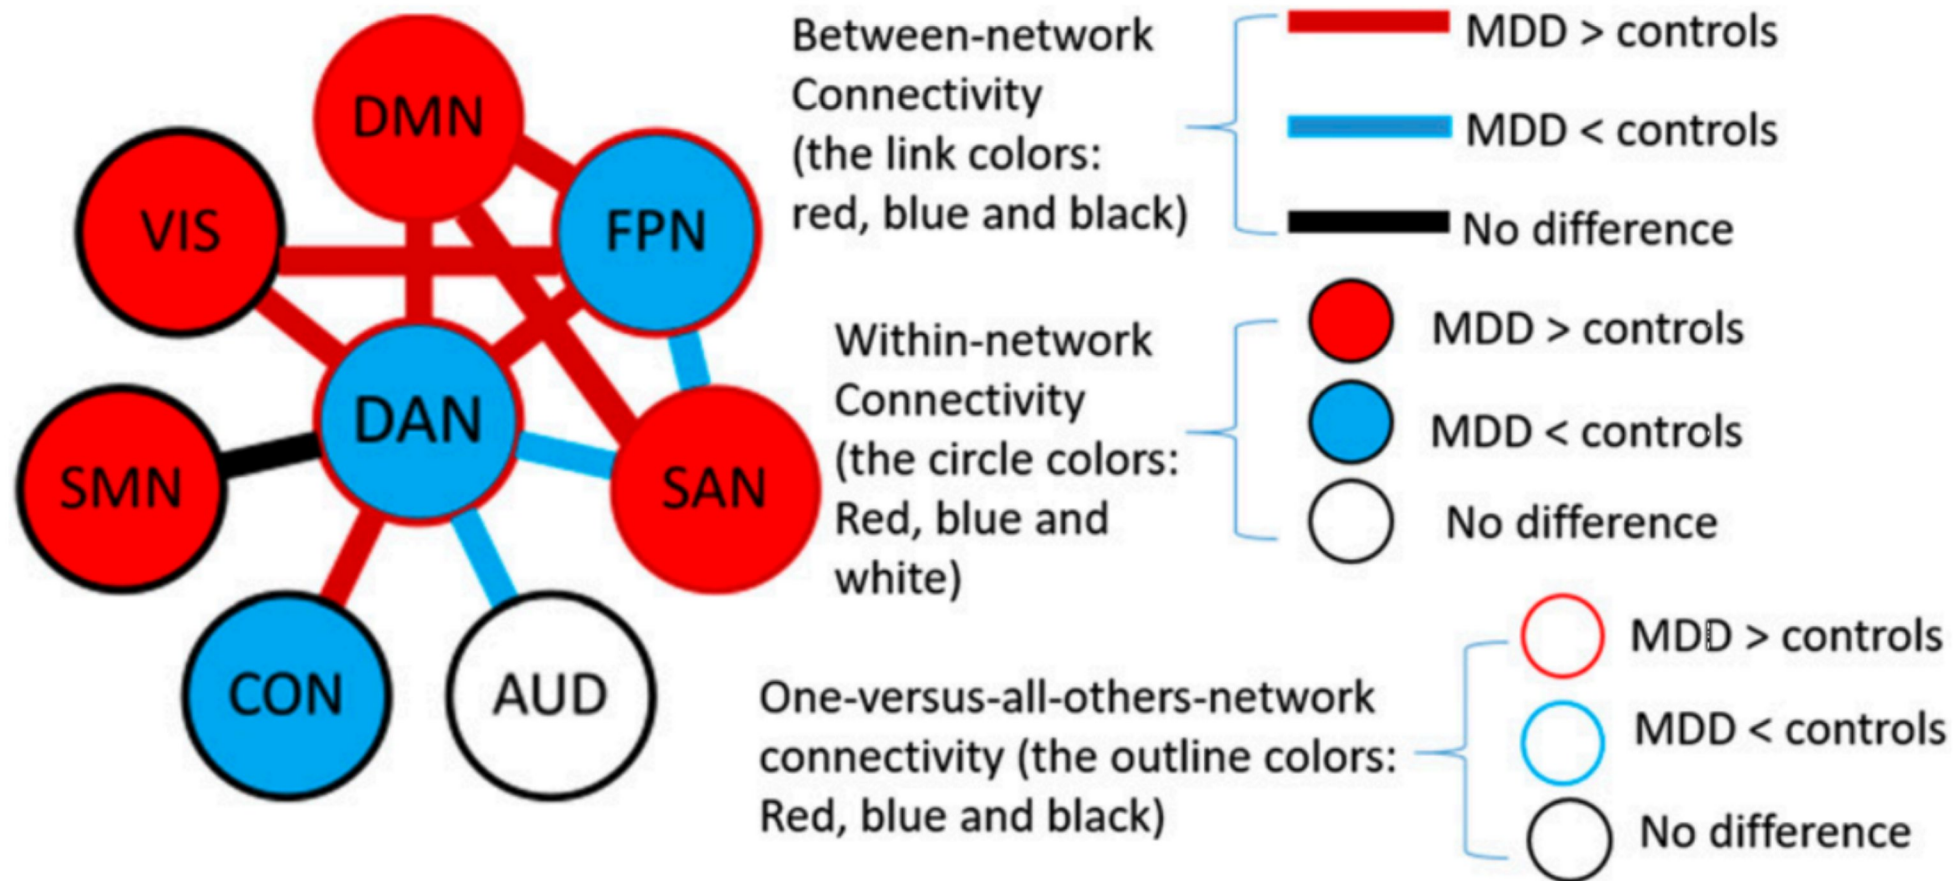 DMN
VIS
FPN
DAN
SMN
SAN
CON
AUD
Between-network
Connectivity
(the link colors:
red, blue and black)
MDD > controls
MDD < controls
No difference
Within-network
Connectivity
(the circle colors:
Red, blue and
white)
MDD > controls
MDD < controls
No difference
One-versus-all-others-network
connectivity (the outline colors:
Red, blue and black)
MDD > controls
MDD < controls
No difference